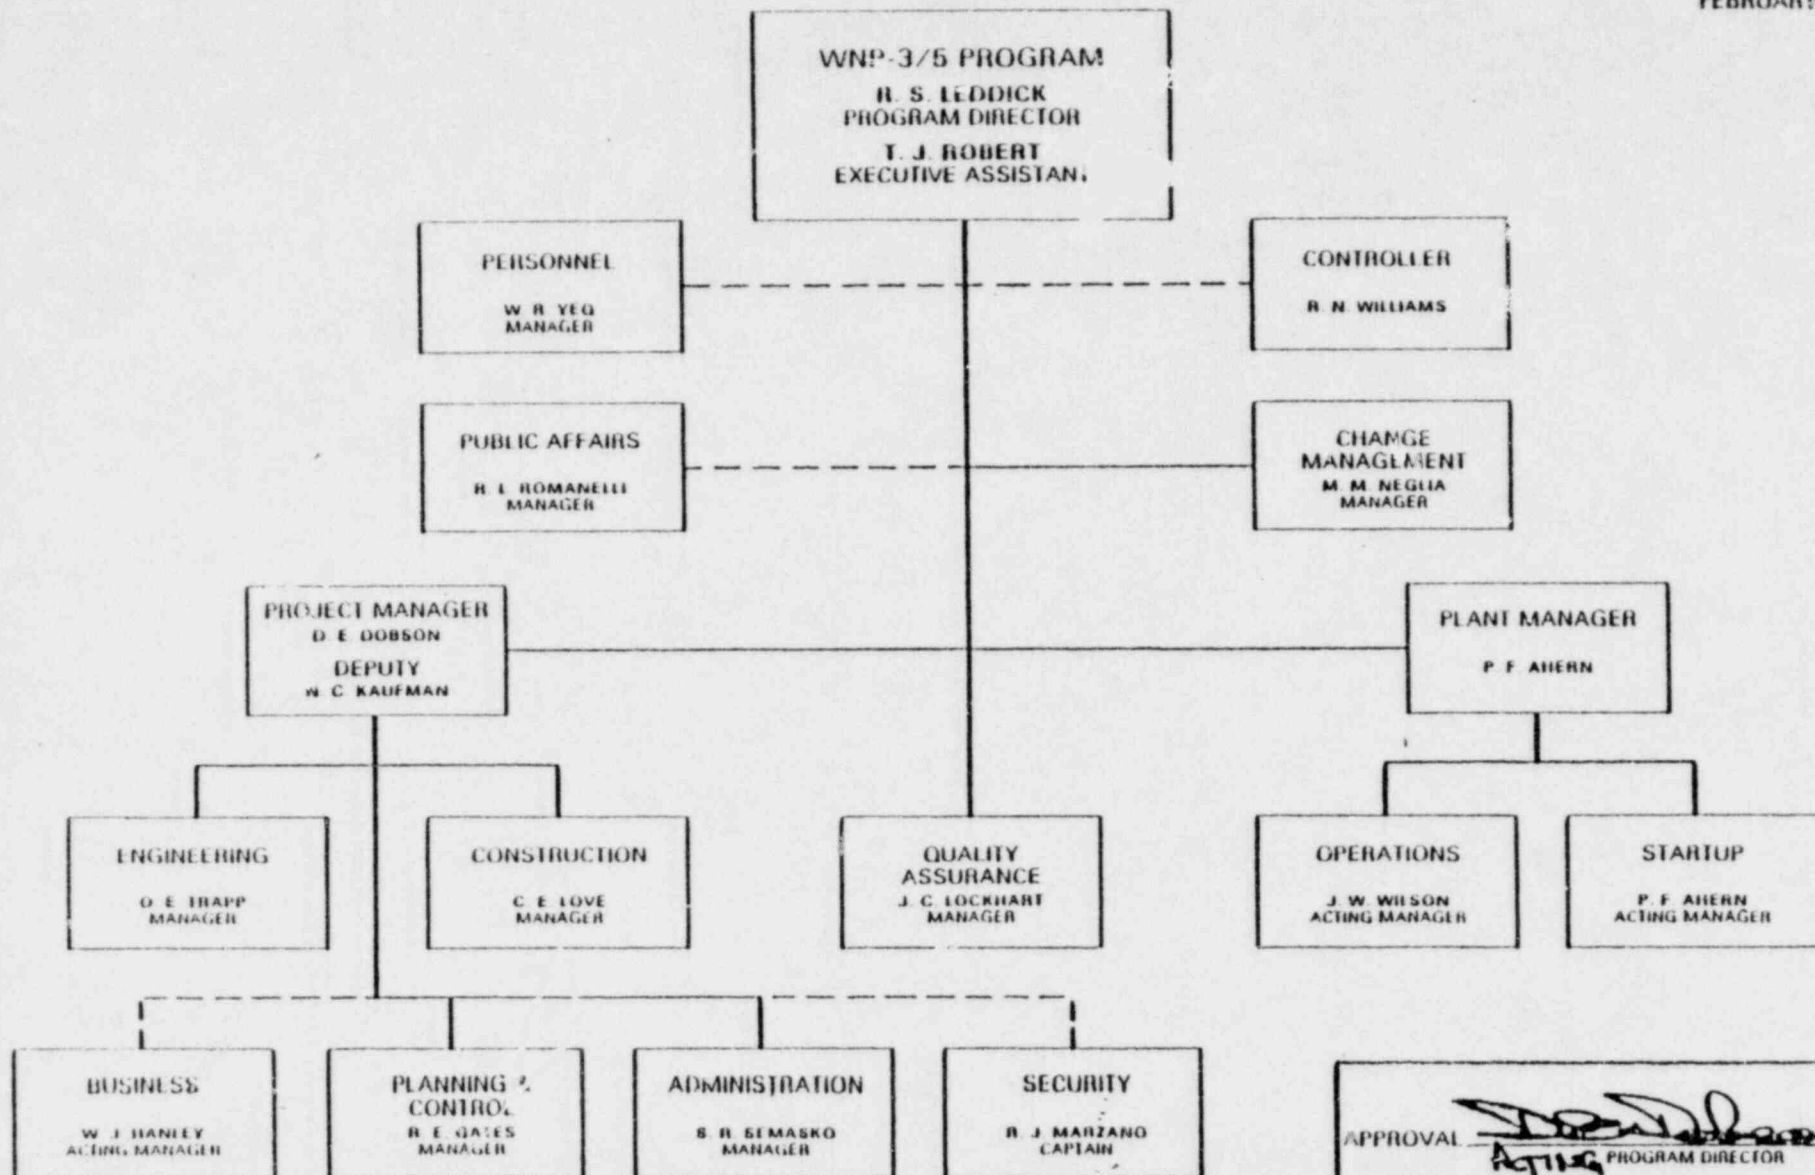 WNP-3/5 PROGRAM
R. S. LEDDICK
PROGRAM DIRECTOR
T. J. ROBERT
EXECUTIVE ASSISTAN
PERSONNEL
W. R. YEO
MANAGER
CONTROLLER
R. N. WILLIAMS
PUBLIC AFFAIRS
R. L. ROMANELLI
MANAGER
CHANGE
MANAGEMENT
M. M. NEGLIA
MANAGER
PROJECT MANAGER
D. E. DOBSON
DEPUTY
W. C. KAUFMAN
PLANT MANAGER
P. F. AHERN
ENGINEERING
O. E. TRAPP
MANAGER
CONSTRUCTION
C. E. LOVE
MANAGER
QUALITY
ASSURANCE
J. C. LOCKHART
MANAGER
OPERATIONS
J. W. WILSON
ACTING MANAGER
STARTUP
P. F. AHERN
ACTING MANAGER
BUSINESS
W. J. HANLEY
ACTING MANAGER
PLANNING &
CONTROL
R. E. GATES
MANAGER
ADMINISTRATION
S. R. SEMASKO
MANAGER
SECURITY
R. J. MARZANO
CAPTAIN
APPROVAL
ACTING PROGRAM DIRECTOR